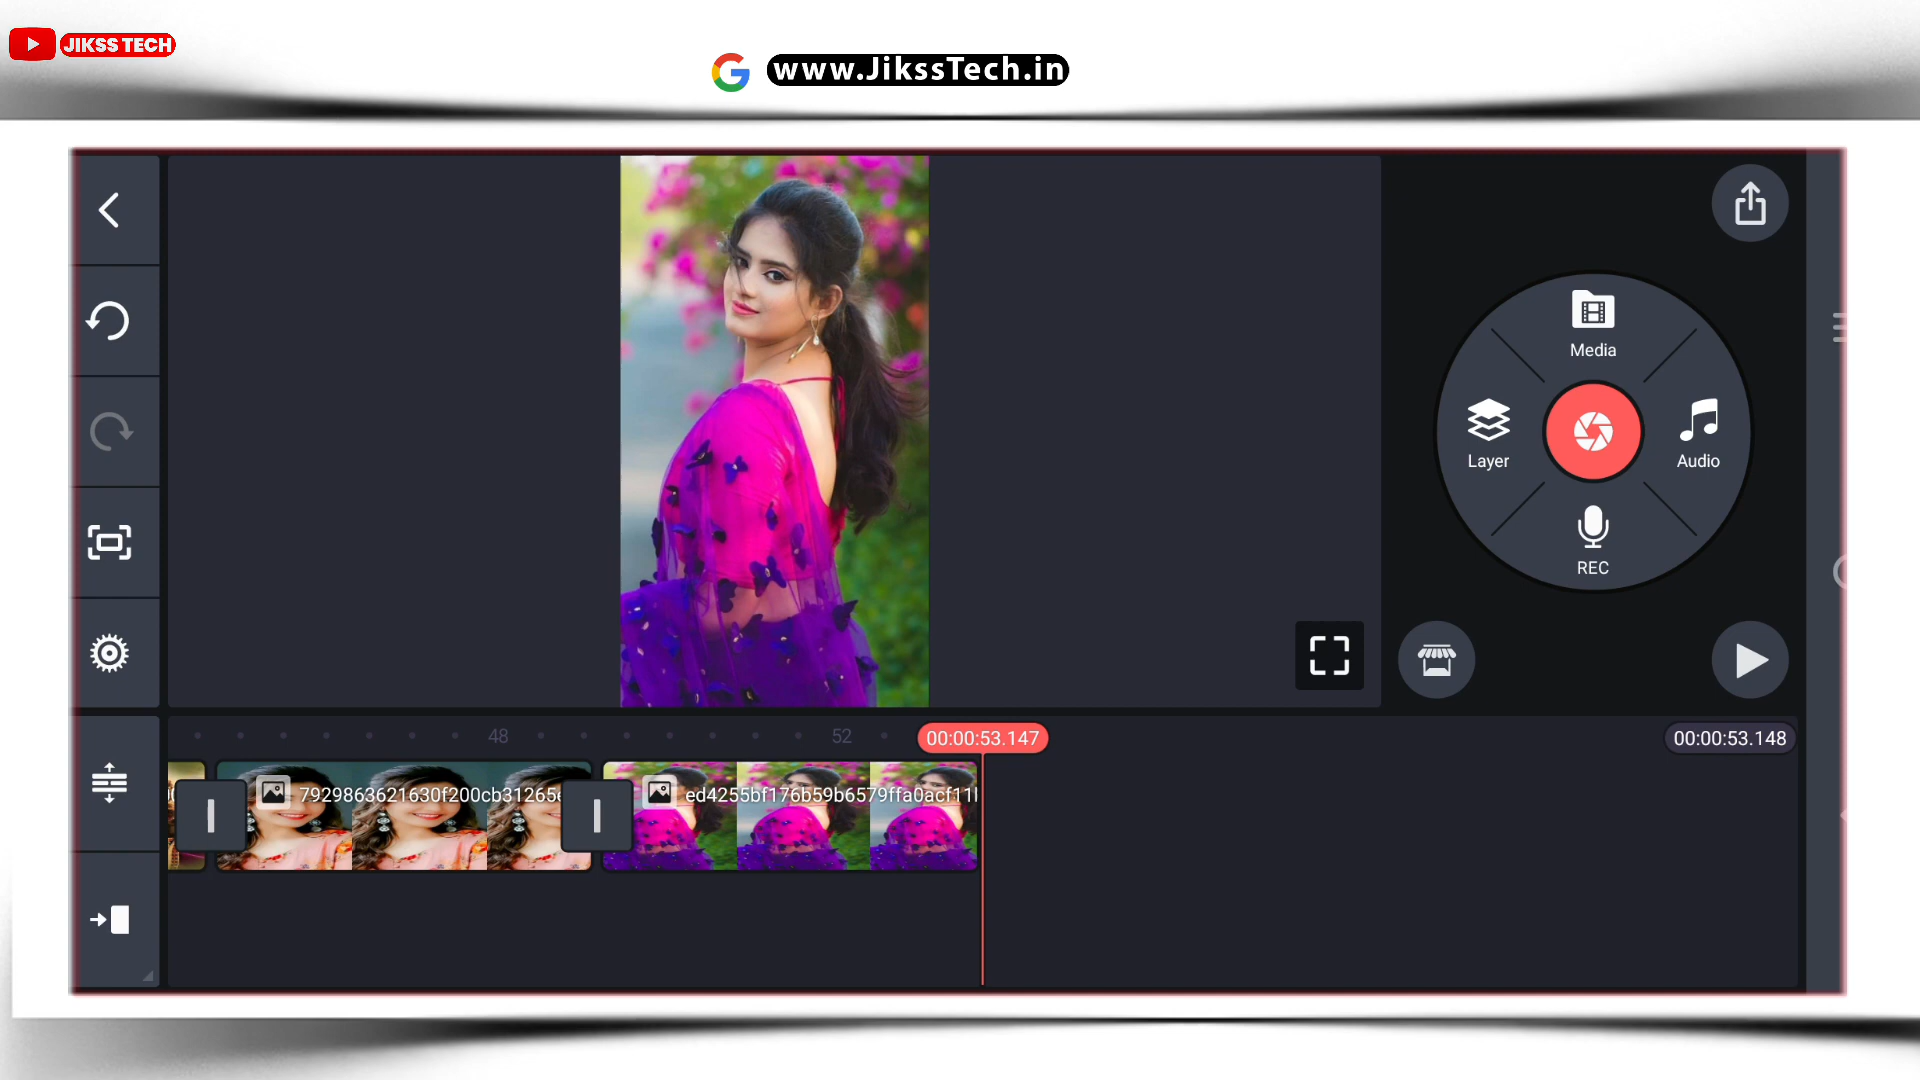 JIKSS TECH
www.JikssTech.in
Media
Layer
Audio
REC
48
52
00:00:53.147
00:00:53.148
7929863621630f200cb31265
ed4255bf176b59b6579ffa0acf11